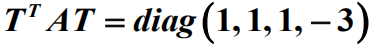 T^T AT = diag(1, 1, 1, – 3)